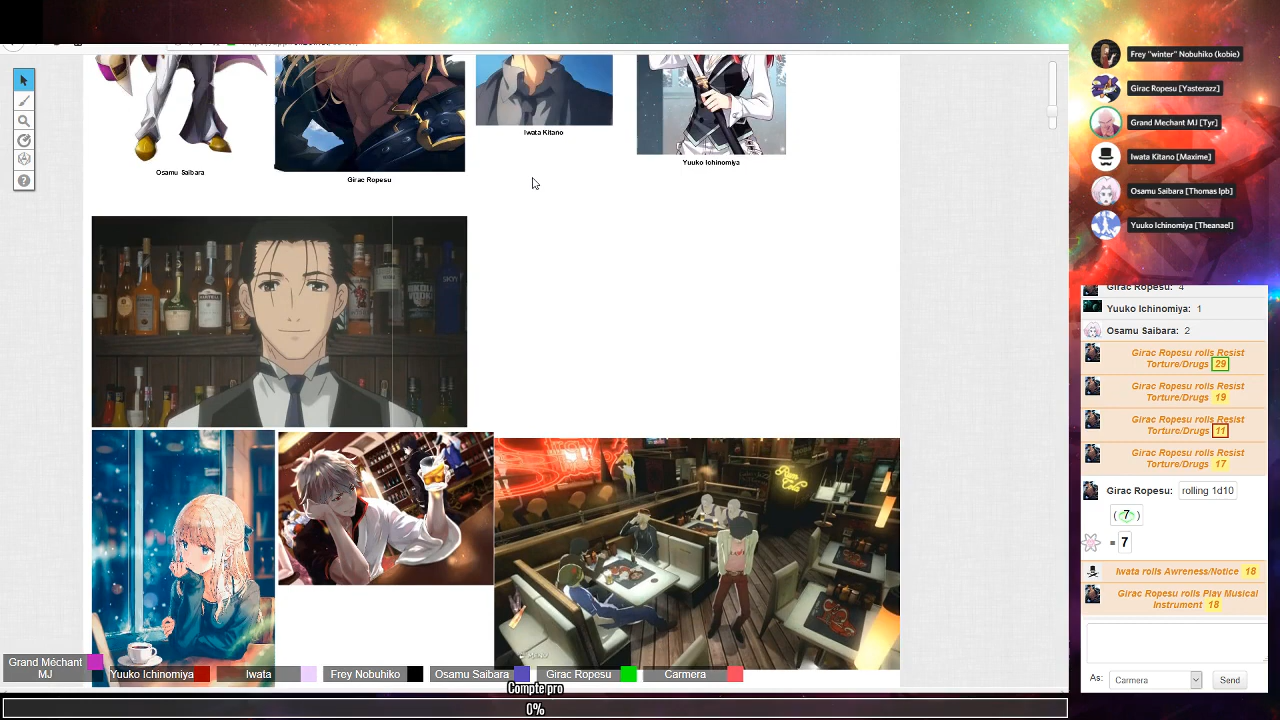 Osamu Saibara
Girac Ropesu
Iwata Kitano
Yuuko Ichinomiya
Frey "winter" Nobuhiko (kobie)
Girac Ropesu [Yasterazz]
Grand Mechant MJ [Tyr]
Iwata Kitano [Maxime]
Osamu Saibara [Thomas lpb]
Yuuko Ichinomiya [Theanael]
Girac Ropesu: 4
Yuuko Ichinomiya: 1
Osamu Saibara: 2
Girac Ropesu rolls Resist
Torture/Drugs 29
Girac Ropesu rolls Resist
Torture/Drugs 19
Girac Ropesu rolls Resist
Torture/Drugs 11
Girac Ropesu rolls Resist
Torture/Drugs 17
Girac Ropesu: rolling 1d10
(7)
= 7
Iwata rolls Awreness/Notice 18
Girac Ropesu rolls Play Musical
Instrument 18
As: Carmera Send
Grand Méchant
MJ
Yuuko Ichinomiya
Iwata
Frey Nobuhiko
Osamu Saibara
Girac Ropesu
Carmera
Compte pro
0%